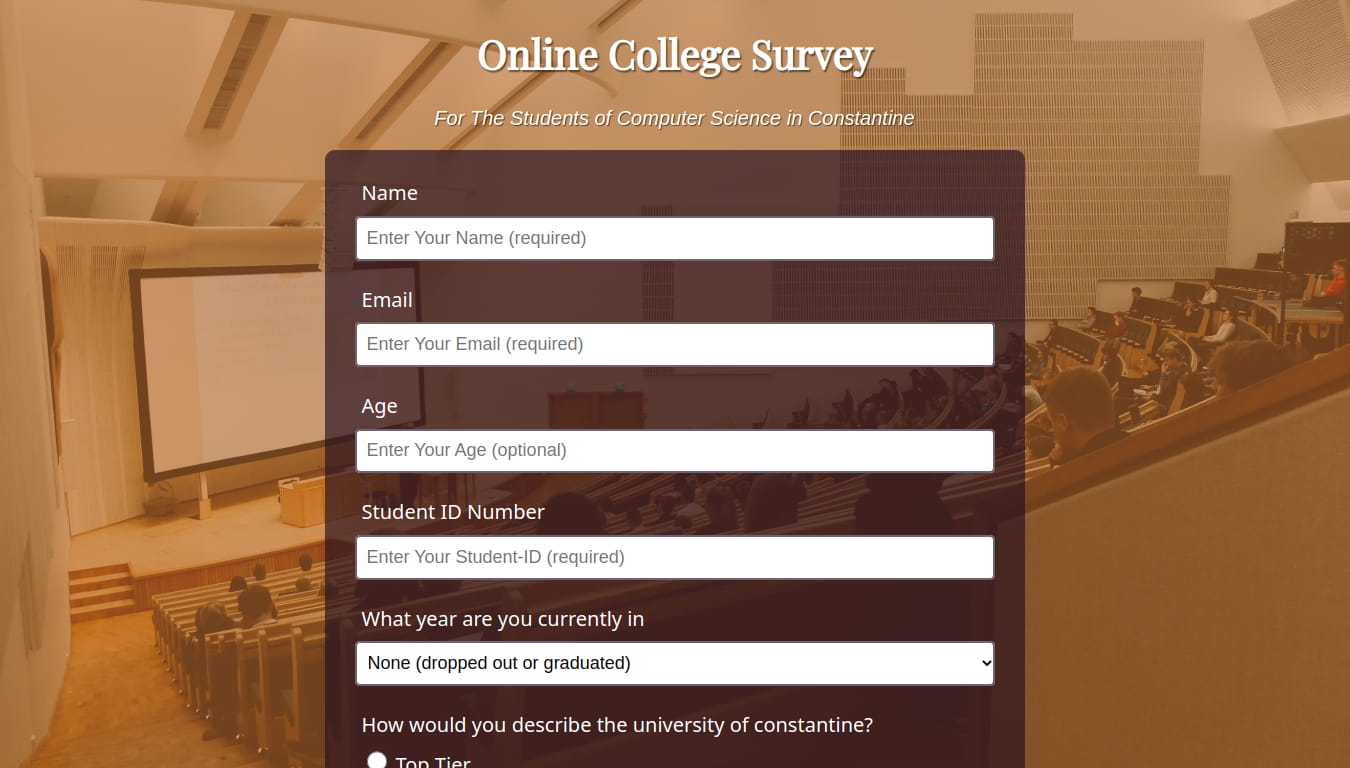 Online College Survey
For The Students of Computer Science in Constantine
Name
Enter Your Name (required)
Email
Enter Your Email (required)
Age
Enter Your Age (optional)
Student ID Number
Enter Your Student-ID (required)
What year are you currently in
None (dropped out or graduated)
How would you describe the university of constantine?
Top Tier